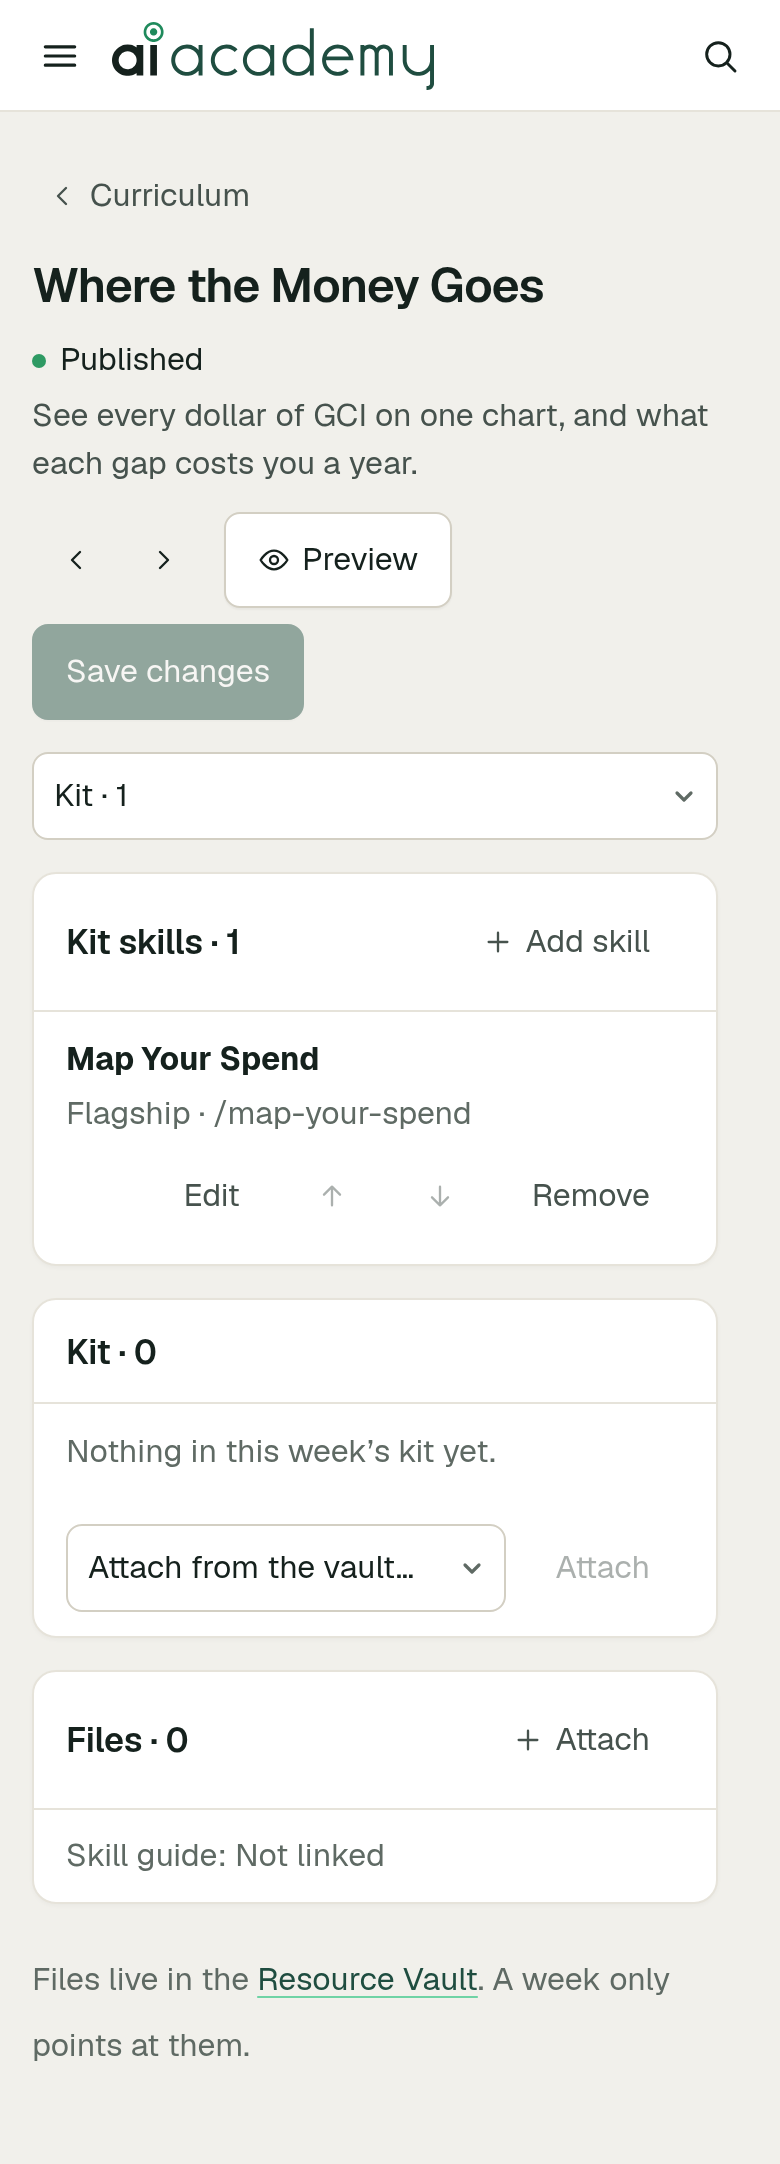 ai academy
Curriculum
Where the Money Goes
Published
See every dollar of GCI on one chart, and what
each gap costs you a year.
Preview
Save changes
Kit · 1
Kit skills · 1
Add skill
Map Your Spend
Flagship · /map-your-spend
Edit
Remove
Kit · 0
Nothing in this week’s kit yet.
Attach from the vault…
Attach
Files · 0
Attach
Skill guide: Not linked
Files live in the Resource Vault. A week only
points at them.